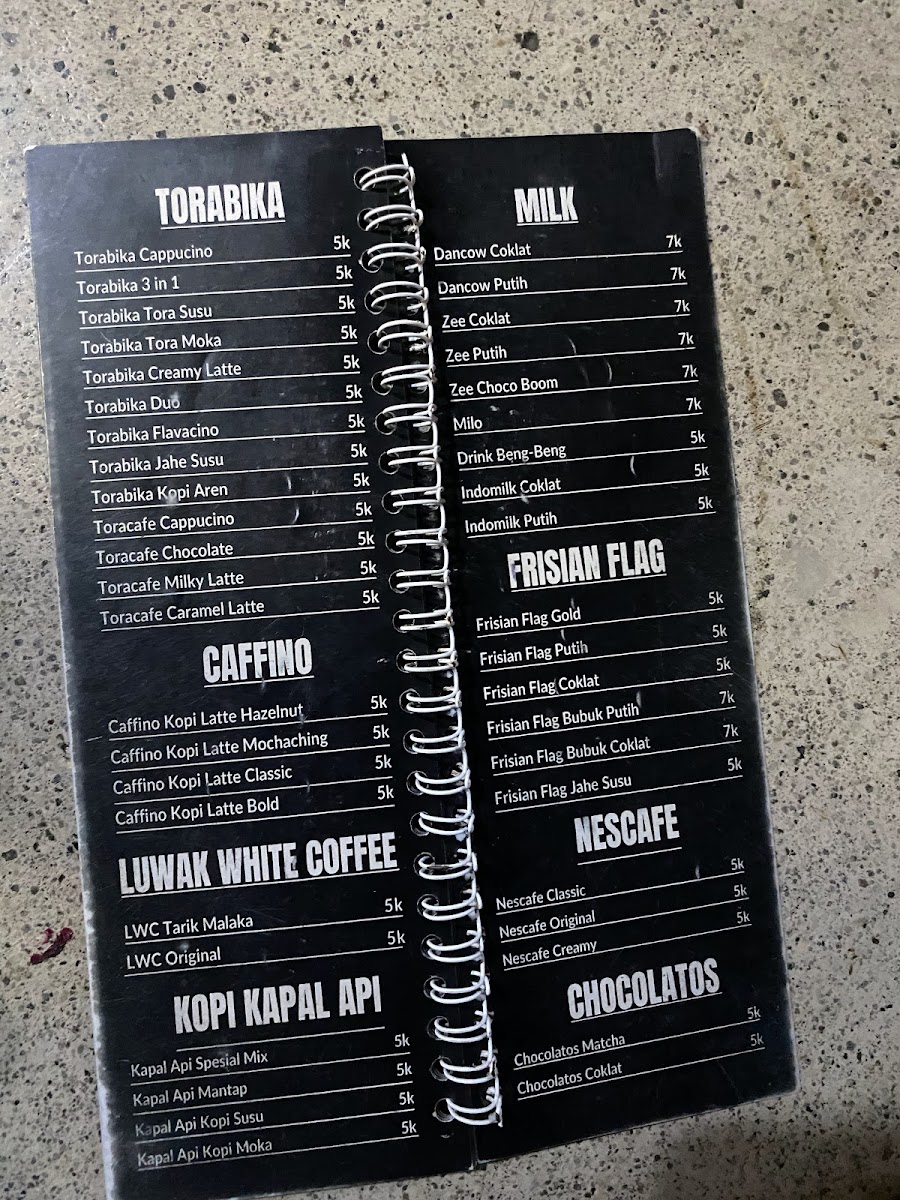 TORABIKA
Torabika Cappucino 5k
Torabika 3 in 1 5k
Torabika Tora Susu 5k
Torabika Tora Moka 5k
Torabika Creamy Latte 5k
Torabika Duo 5k
Torabika Flavacino 5k
Torabika Jahe Susu 5k
Torabika Kopi Aren 5k
Toracafe Cappucino 5k
Toracafe Chocolate 5k
Toracafe Milky Latte 5k
Toracafe Caramel Latte 5k
CAFFINO
Caffino Kopi Latte Hazelnut 5k
Caffino Kopi Latte Mochaching 5k
Caffino Kopi Latte Classic 5k
Caffino Kopi Latte Bold 5k
LUWAK WHITE COFFEE
LWC Tarik Malaka 5k
LWC Original 5k
KOPI KAPAL API
Kapal Api Spesial Mix 5k
Kapal Api Mantap 5k
Kapal Api Kopi Susu 5k
Kapal Api Kopi Moka 5k
MILK
Dancow Coklat 7k
Dancow Putih 7k
Zee Coklat 7k
Zee Putih 7k
Zee Choco Boom 7k
Milo 7k
Drink Beng-Beng 5k
Indomilk Coklat 5k
Indomilk Putih 5k
FRISIAN FLAG
Frisian Flag Gold 5k
Frisian Flag Putih 5k
Frisian Flag Coklat 5k
Frisian Flag Bubuk Putih 7k
Frisian Flag Bubuk Coklat 7k
Frisian Flag Jahe Susu 5k
NESCAFE
Nescafe Classic 5k
Nescafe Original 5k
Nescafe Creamy 5k
CHOCOLATOS
Chocolatos Matcha 5k
Chocolatos Coklat 5k